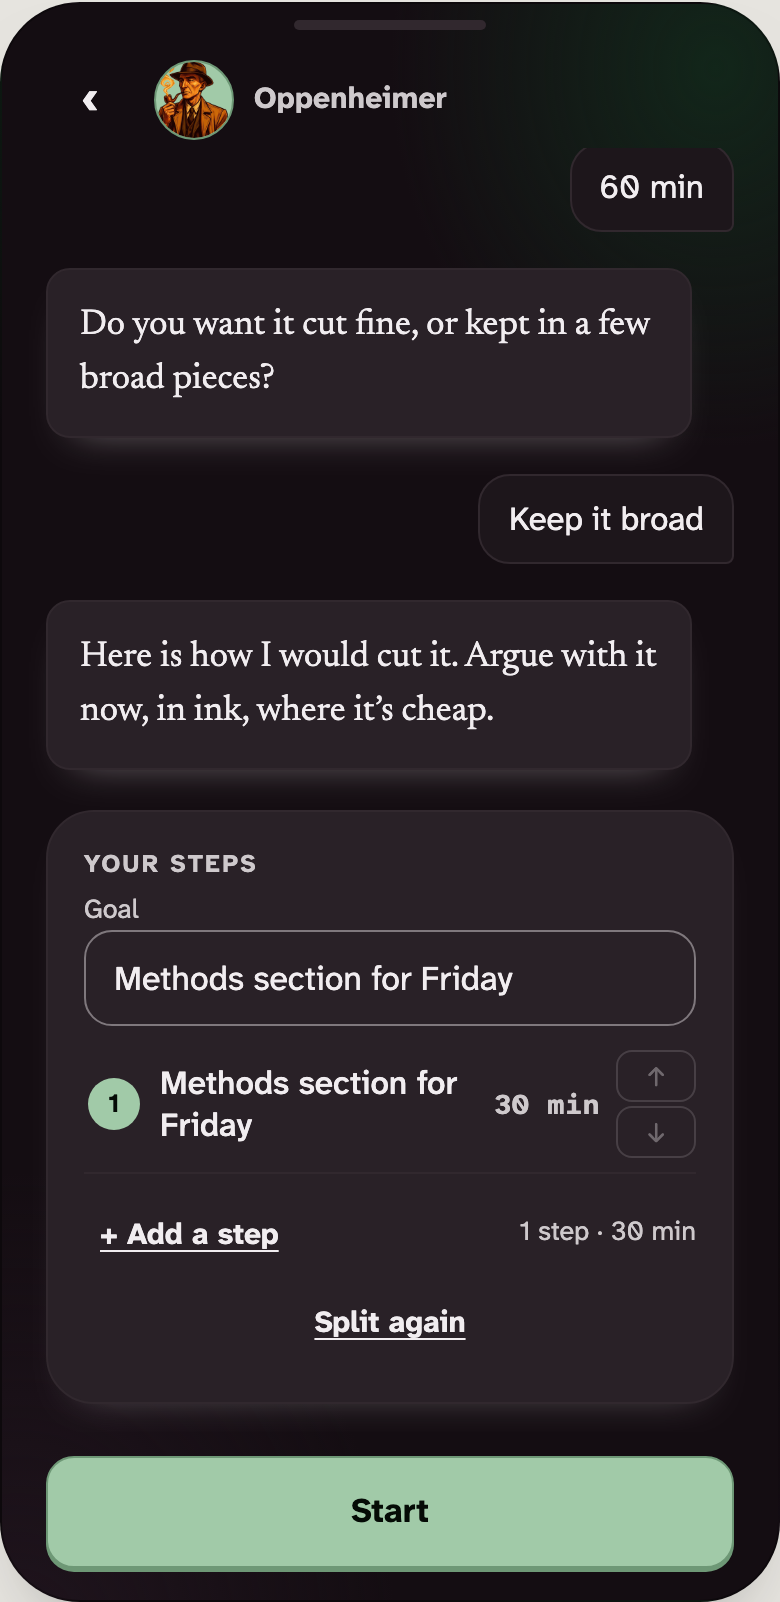 Oppenheimer
60 min
Do you want it cut fine, or kept in a few
broad pieces?
Keep it broad
Here is how I would cut it. Argue with it
now, in ink, where it’s cheap.
YOUR STEPS
Goal
Methods section for Friday
1
Methods section for
Friday
30 min
+ Add a step
1 step · 30 min
Split again
Start